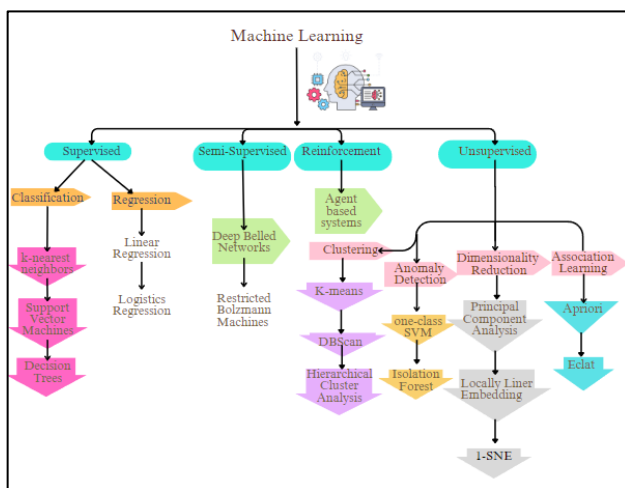 Machine Learning
Supervised
Semi-Supervised
Reinforcement
Unsupervised
Classification
Regression
Agent
based
systems
Deep Belled
Networks
Linear
Regression
Clustering
Anomaly
Detection
Dimensionality
Reduction
Association
Learning
k-nearest
neighbors
Logistics
Regression
Restricted
Bolzmann
Machines
K-means
one-class
SVM
Principal
Component
Analysis
Apriori
Support
Vector
Machines
DBScan
Decision
Trees
Hierarchical
Cluster
Analysis
Isolation
Forest
Locally Liner
Embedding
Eclat
1-SNE